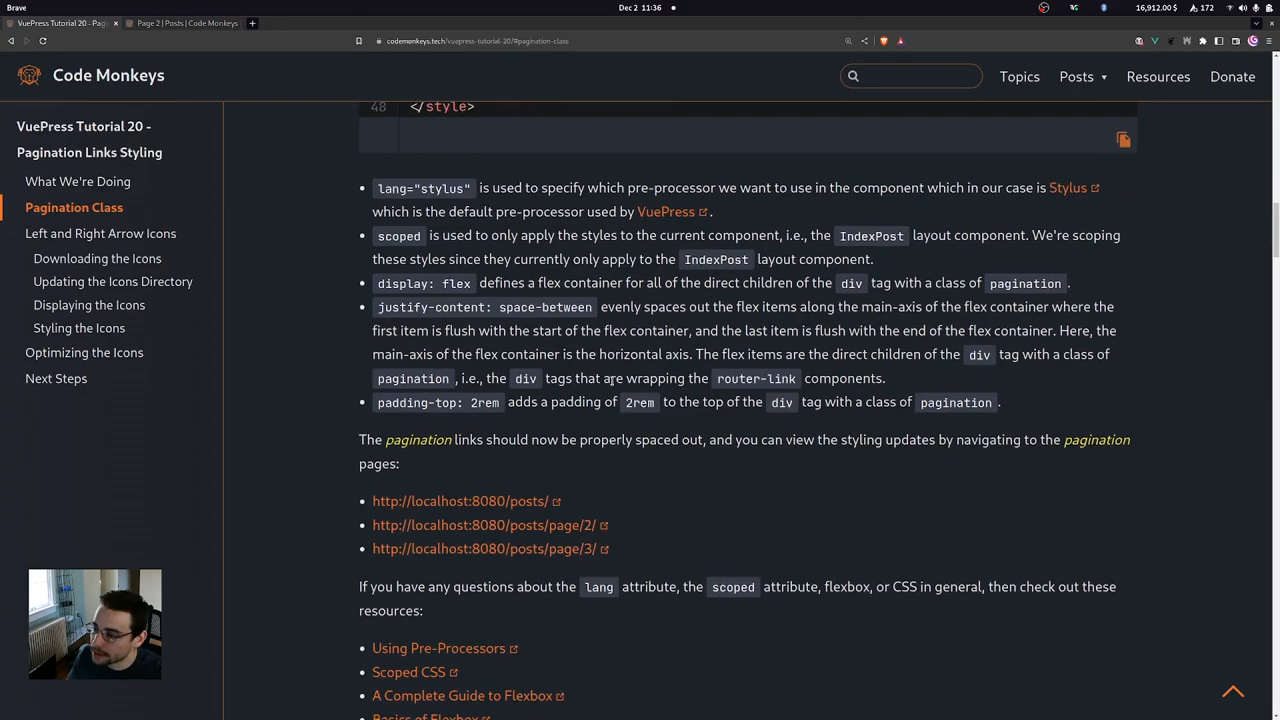 Brave
Dec 2 11:36
16,912.00
172
VuePress Tutorial 20 - Pagin
Page 2 | Posts | Code Monkeys
codemonkeys.tech/vuepress-tutorial-20/#pagination-class
Code Monkeys
Topics
Posts
Resources
Donate
VuePress Tutorial 20 -
Pagination Links Styling
What We're Doing
Pagination Class
Left and Right Arrow Icons
Downloading the Icons
Updating the Icons Directory
Displaying the Icons
Styling the Icons
Optimizing the Icons
Next Steps
48 </style>
• lang="stylus" is used to specify which pre-processor we want to use in the component which in our case is Stylus
which is the default pre-processor used by VuePress .
• scoped is used to only apply the styles to the current component, i.e., the IndexPost layout component. We're scoping
these styles since they currently only apply to the IndexPost layout component.
• display: flex defines a flex container for all of the direct children of the div tag with a class of pagination.
• justify-content: space-between evenly spaces out the flex items along the main-axis of the flex container where the
first item is flush with the start of the flex container, and the last item is flush with the end of the flex container. Here, the
main-axis of the flex container is the horizontal axis. The flex items are the direct children of the div tag with a class of
pagination, i.e., the div tags that are wrapping the router-link components.
• padding-top: 2rem adds a padding of 2rem to the top of the div tag with a class of pagination.
The pagination links should now be properly spaced out, and you can view the styling updates by navigating to the pagination
pages:
• http://localhost:8080/posts/
• http://localhost:8080/posts/page/2/
• http://localhost:8080/posts/page/3/
If you have any questions about the lang attribute, the scoped attribute, flexbox, or CSS in general, then check out these
resources:
• Using Pre-Processors
• Scoped CSS
• A Complete Guide to Flexbox
• Basics of Flexbox